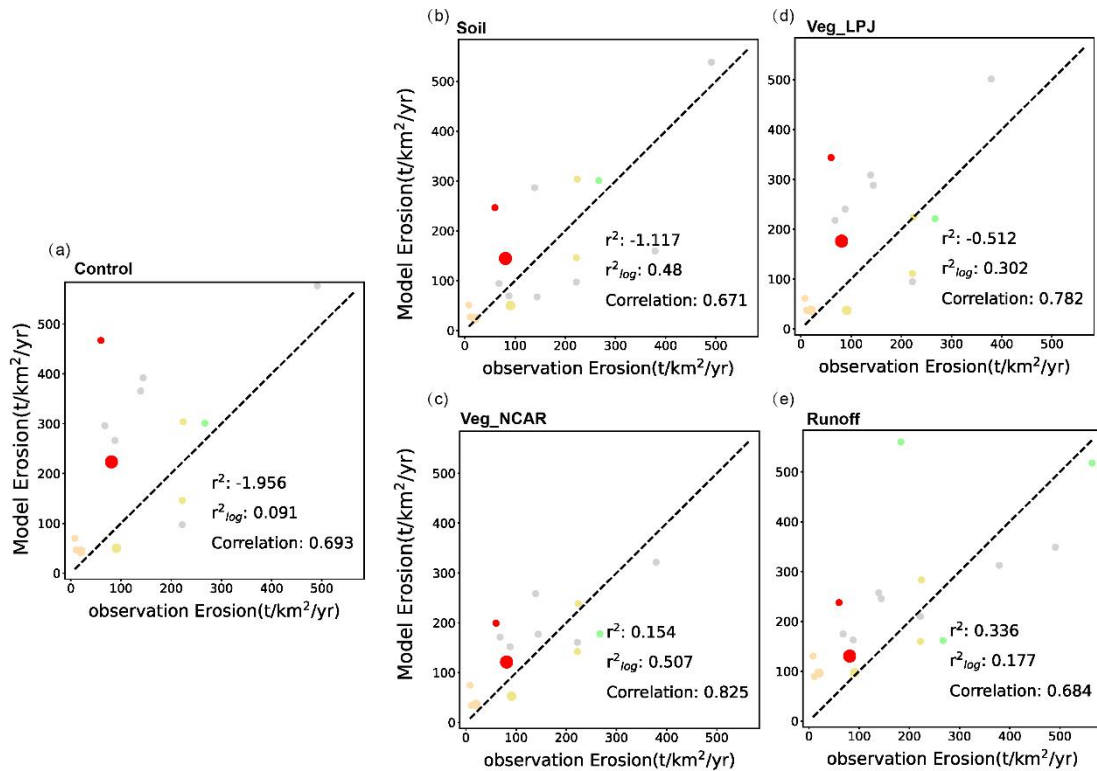 (a)
Control
Model Erosion(t/km²/yr)
500
400
300
200
100
0
r²: -1.956
r²log: 0.091
Correlation: 0.693
0 100 200 300 400 500
observation Erosion(t/km²/yr)
(b)
Soil
Model Erosion(t/km²/yr)
500
400
300
200
100
0
r²: -1.117
r²log: 0.48
Correlation: 0.671
0 100 200 300 400 500
observation Erosion(t/km²/yr)
(c)
Veg_NCAR
Model Erosion(t/km²/yr)
500
400
300
200
100
0
r²: 0.154
r²log: 0.507
Correlation: 0.825
0 100 200 300 400 500
observation Erosion(t/km²/yr)
(d)
Veg_LPJ
500
400
300
200
100
0
r²: -0.512
r²log: 0.302
Correlation: 0.782
0 100 200 300 400 500
observation Erosion(t/km²/yr)
(e)
Runoff
500
400
300
200
100
0
r²: 0.336
r²log: 0.177
Correlation: 0.684
0 100 200 300 400 500
observation Erosion(t/km²/yr)